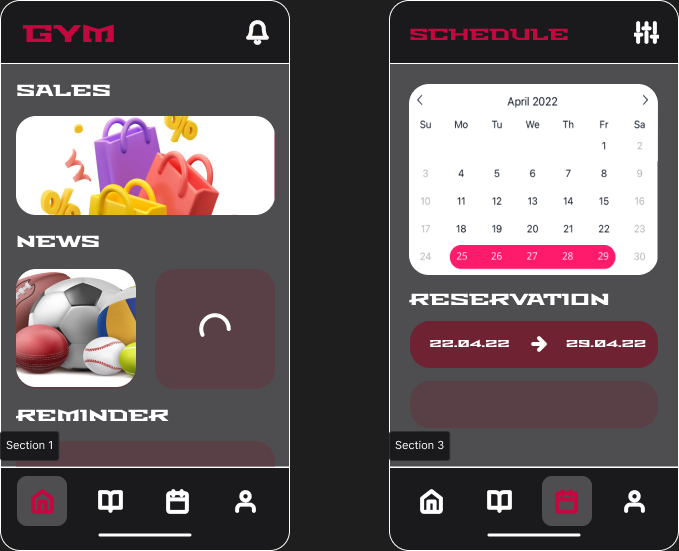 GYM
SALES
%
%
NEWS
REMINDER
Section 1
SCHEDULE
April 2022
Su Mo Tu We Th Fr Sa
1 2
3 4 5 6 7 8 9
10 11 12 13 14 15 16
17 18 19 20 21 22 23
24 25 26 27 28 29 30
RESERVATION
22.04.22 29.04.22
Section 3